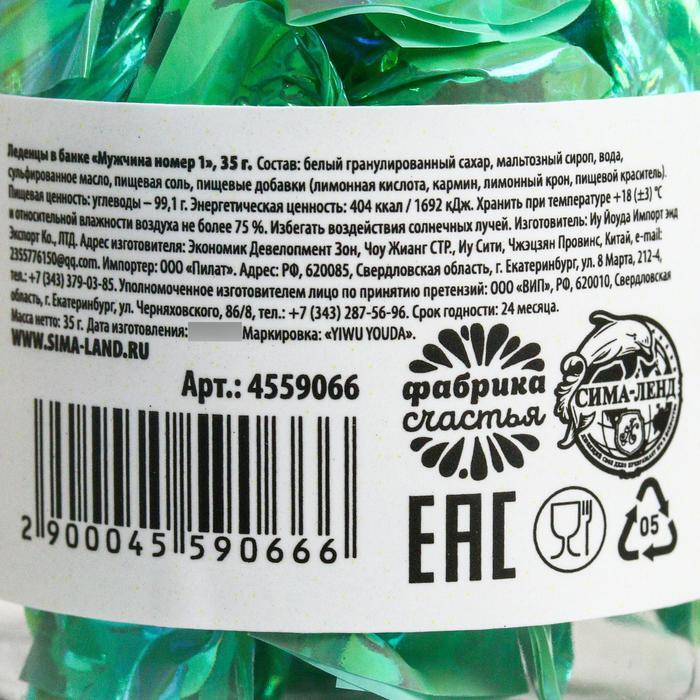 Леденцы в банке «Мужчина номер 1», 35 г. Состав: белый гранулированный сахар, мальтозный сироп, вода,
сульфированное масло, пищевая соль, пищевые добавки (лимонная кислота, кармин, лимонный крон, пищевой краситель).
Пищевая ценность: углеводы – 99,1 г. Энергетическая ценность: 404 ккал / 1692 кДж. Хранить при температуре +18 (±3) °С
и относительной влажности воздуха не более 75 %. Избегать воздействия солнечных лучей. Изготовитель: Иу Йоуда Импорт энд
Экспорт Ко., ЛТД. Адрес изготовителя: Экономик Девелопмент Зон, Чоу Жианг СТР., Иу Сити, Чжэцзян Провинс, Китай, e-mail:
2355776150@qq.com. Импортер: ООО «Пилат». Адрес: РФ, 620085, Свердловская область, г. Екатеринбург, ул. 8 Марта, 212-4,
тел.: +7 (343) 379-03-85. Уполномоченное изготовителем лицо по принятию претензий: ООО «ВИП», РФ, 620010, Свердловская
область, г. Екатеринбург, ул. Черняховского, 86/8, тел.: +7 (343) 287-56-96. Срок годности: 24 месяца.
Масса нетто: 35 г. Дата изготовления: Маркировка: «YIWU YOUDA».
WWW.SIMA-LAND.RU
Арт.: 4559066
фабрика
счастья
СИМА-ЛЕНД
2 900045 590666
EAC
05